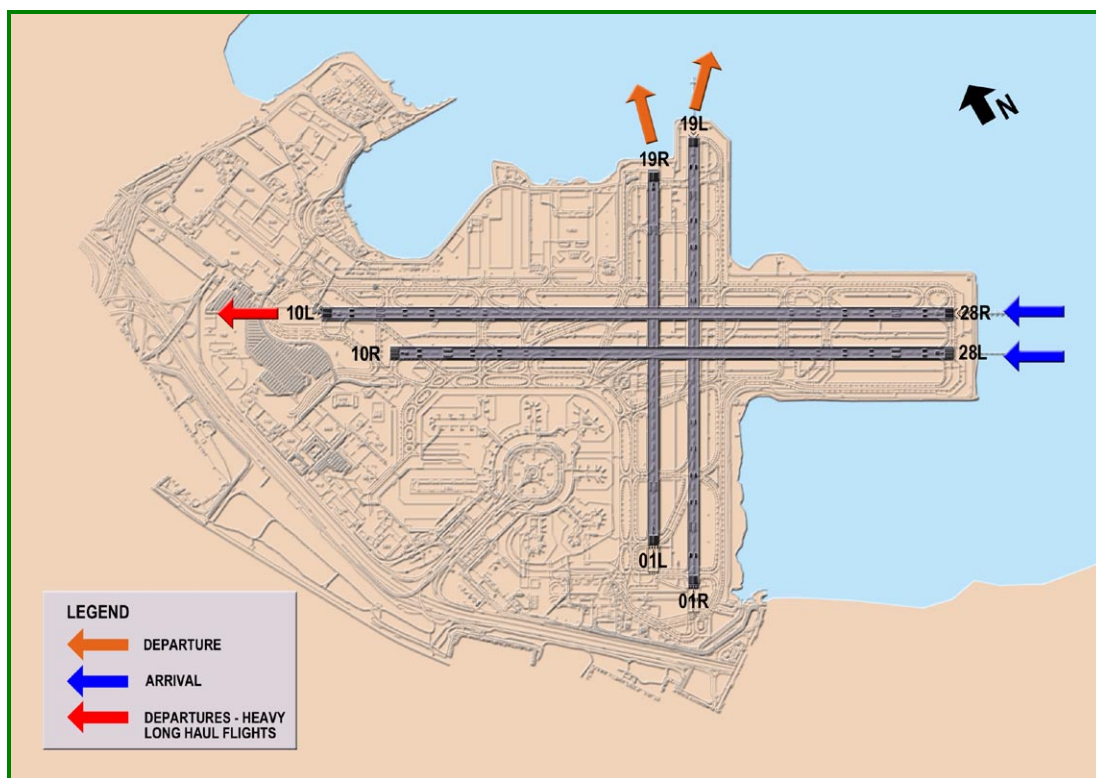 N
19L
19R
10L
28R
10R
28L
01L
01R
LEGEND
DEPARTURE
ARRIVAL
DEPARTURES - HEAVY
LONG HAUL FLIGHTS